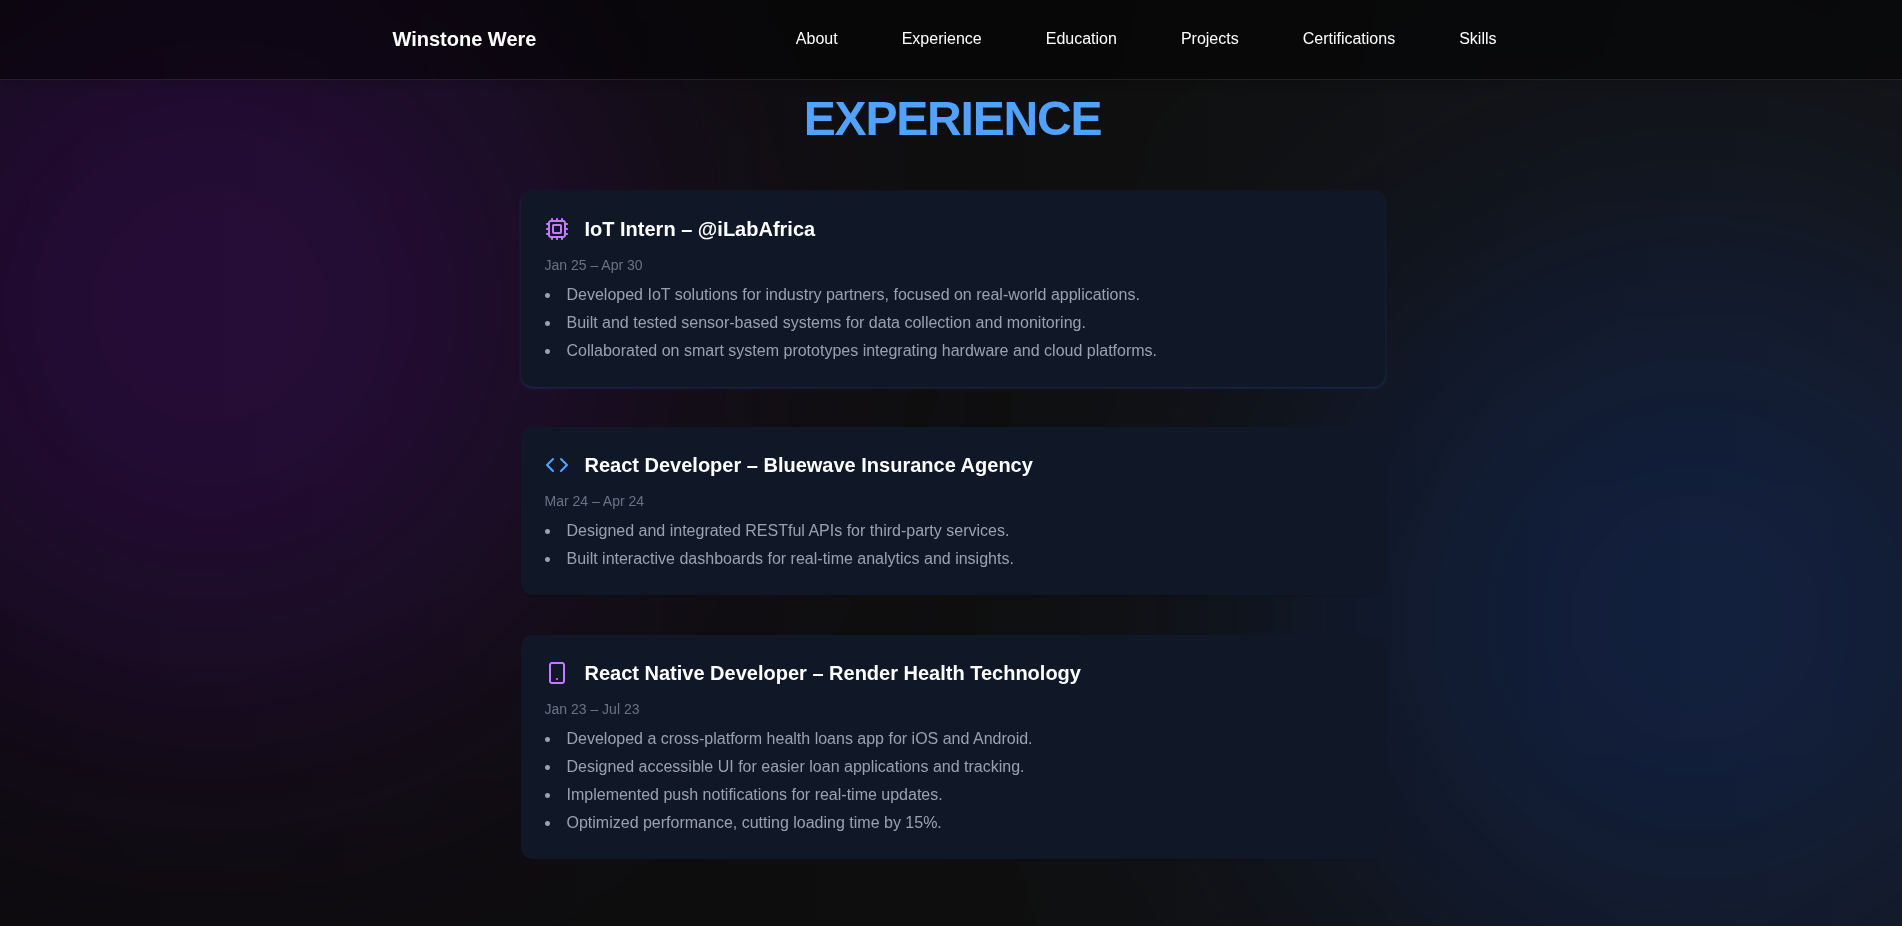 Winstone Were
About
Experience
Education
Projects
Certifications
Skills
EXPERIENCE
IoT Intern – @iLabAfrica
Jan 25 – Apr 30
• Developed IoT solutions for industry partners, focused on real-world applications.
• Built and tested sensor-based systems for data collection and monitoring.
• Collaborated on smart system prototypes integrating hardware and cloud platforms.
React Developer – Bluewave Insurance Agency
Mar 24 – Apr 24
• Designed and integrated RESTful APIs for third-party services.
• Built interactive dashboards for real-time analytics and insights.
React Native Developer – Render Health Technology
Jan 23 – Jul 23
• Developed a cross-platform health loans app for iOS and Android.
• Designed accessible UI for easier loan applications and tracking.
• Implemented push notifications for real-time updates.
• Optimized performance, cutting loading time by 15%.